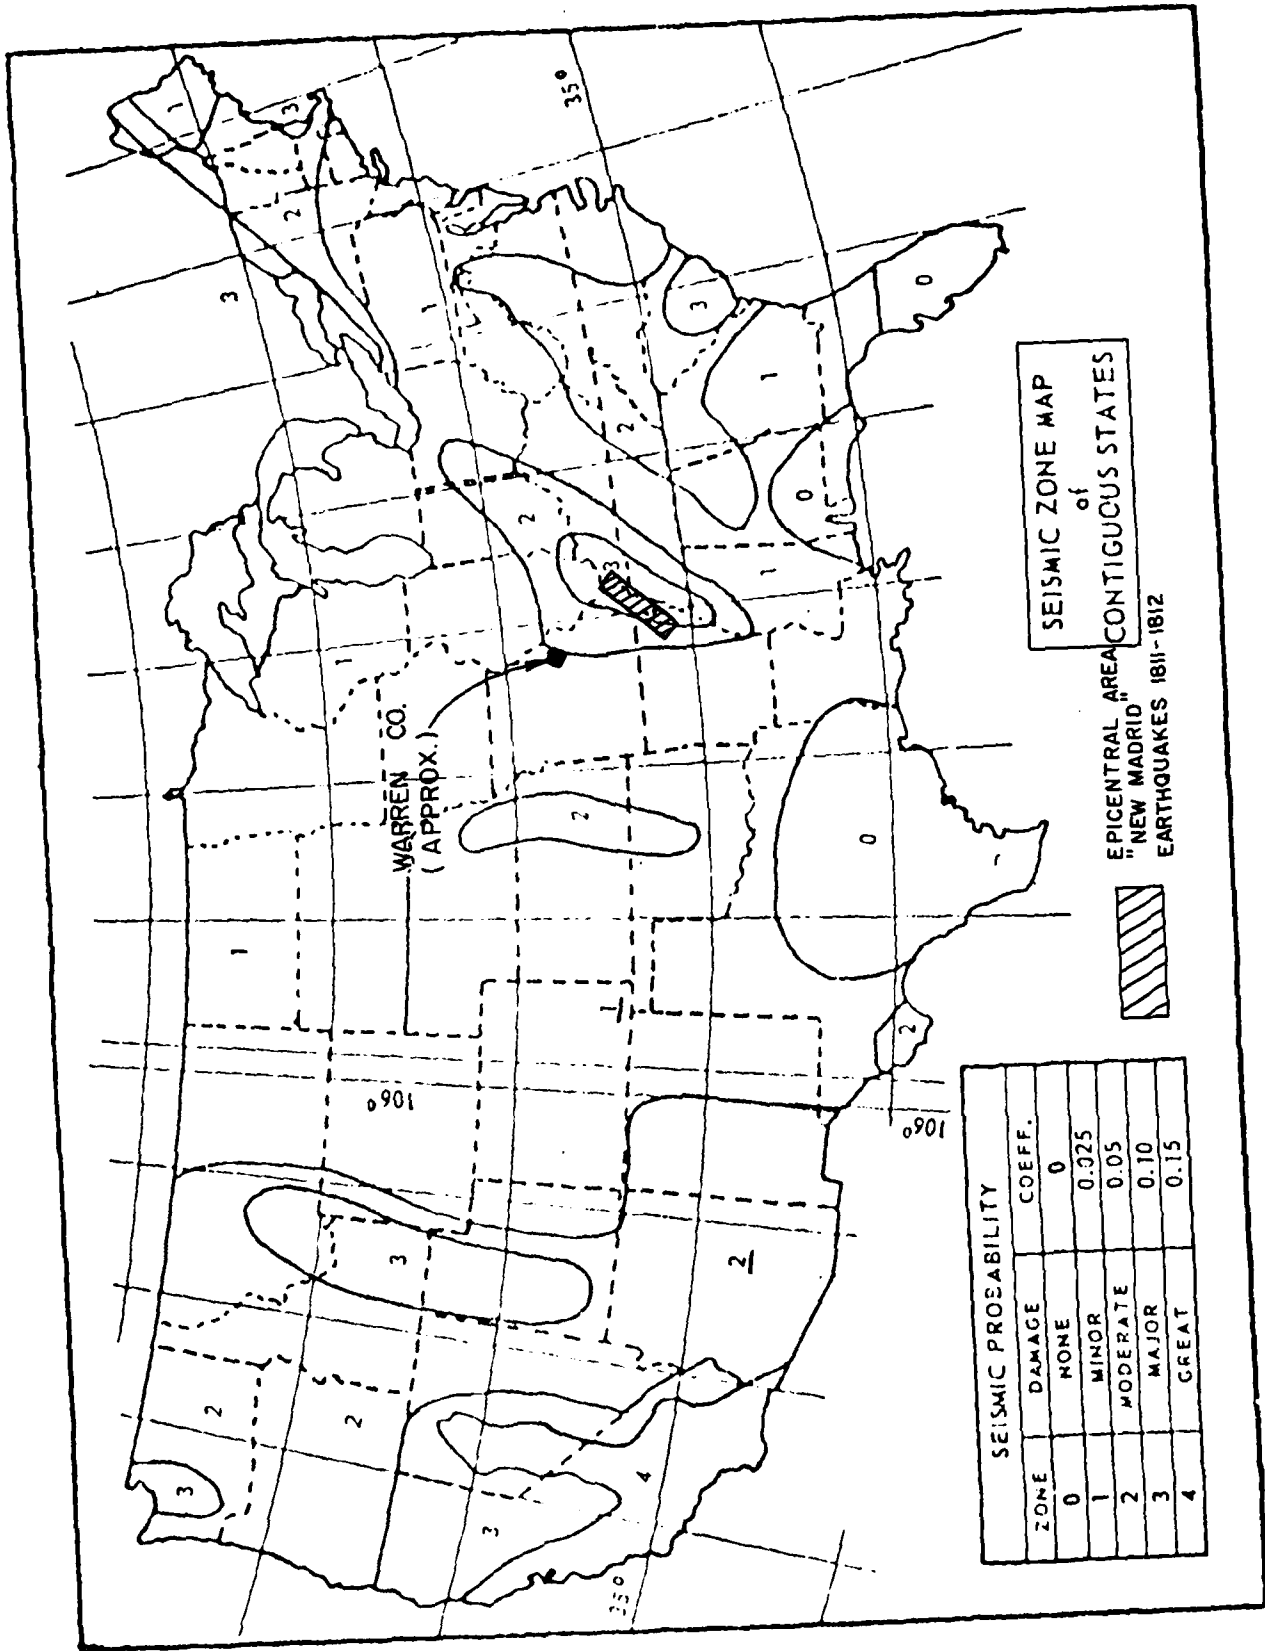 SEISMIC ZONE MAP
of
CONTIGUOUS STATES
EPICENTRAL AREA
"NEW MADRID"
EARTHQUAKES 1811-1812
SEISMIC PROBABILITY
ZONE DAMAGE COEFF.
0 NONE 0
1 MINOR 0.025
2 MODERATE 0.05
3 MAJOR 0.10
4 GREAT 0.15
WARREN CO.
(APPROX.)
106°
106°
35°
35°
3
2
2
3
3
4
2
1
1
2
0
2
1
2
3
1
0
1
0
3
2
1
3
2
3
1